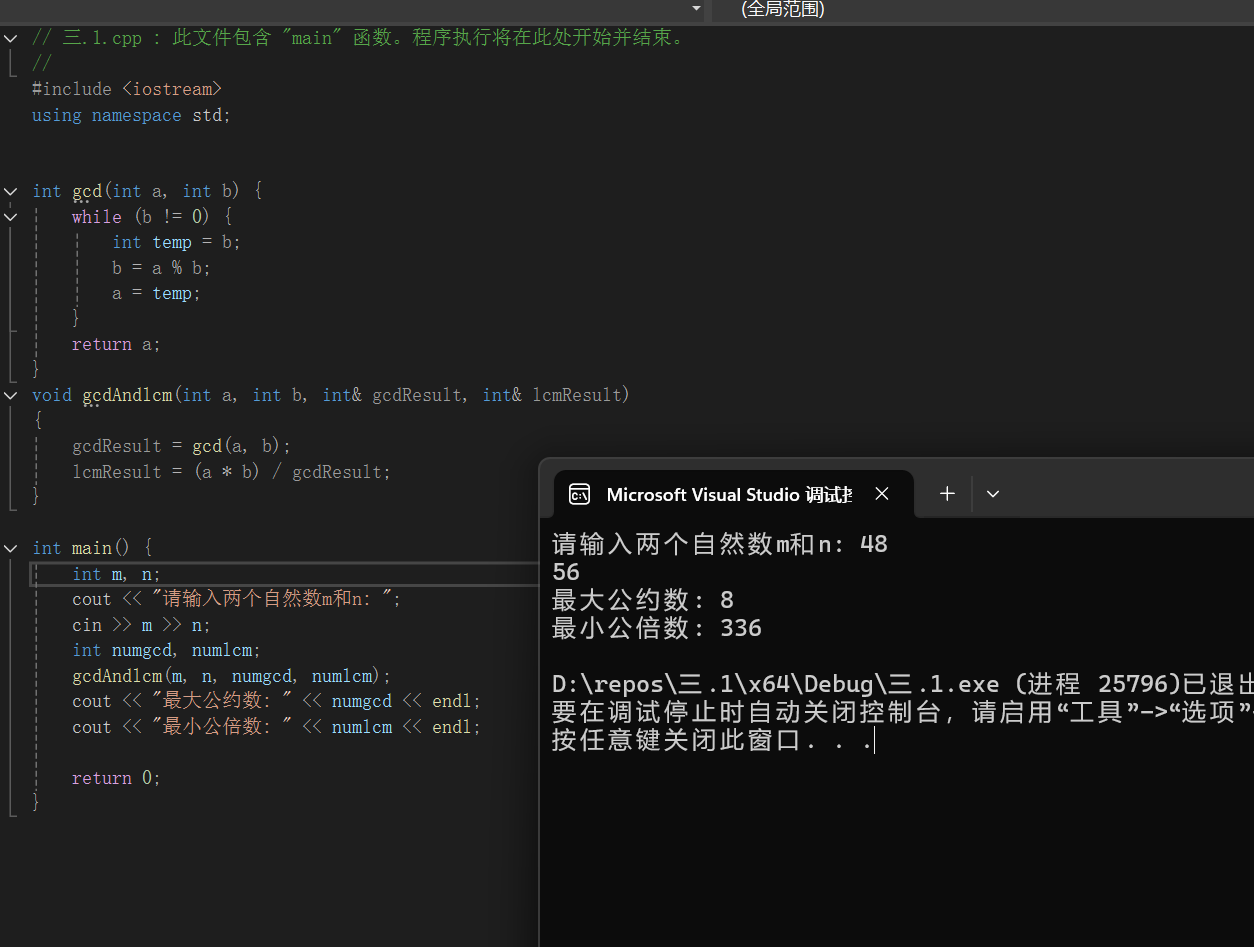 (全局范围)
// 三.1.cpp : 此文件包含 "main" 函数。程序执行将在此处开始并结束。
//
#include <iostream>
using namespace std;
int gcd(int a, int b) {
while (b != 0) {
int temp = b;
b = a % b;
a = temp;
}
return a;
}
void gcdAndlcm(int a, int b, int& gcdResult, int& lcmResult)
{
gcdResult = gcd(a, b);
lcmResult = (a * b) / gcdResult;
}
int main() {
int m, n;
cout << "请输入两个自然数m和n: ";
cin >> m >> n;
int numgcd, numlcm;
gcdAndlcm(m, n, numgcd, numlcm);
cout << "最大公约数: " << numgcd << endl;
cout << "最小公倍数: " << numlcm << endl;
return 0;
}
Microsoft Visual Studio 调试
请输入两个自然数m和n: 48
56
最大公约数: 8
最小公倍数: 336
D:\repos\三.1\x64\Debug\三.1.exe (进程 25796)已退出
要在调试停止时自动关闭控制台, 请启用“工具”->“选项”
按任意键关闭此窗口. . .